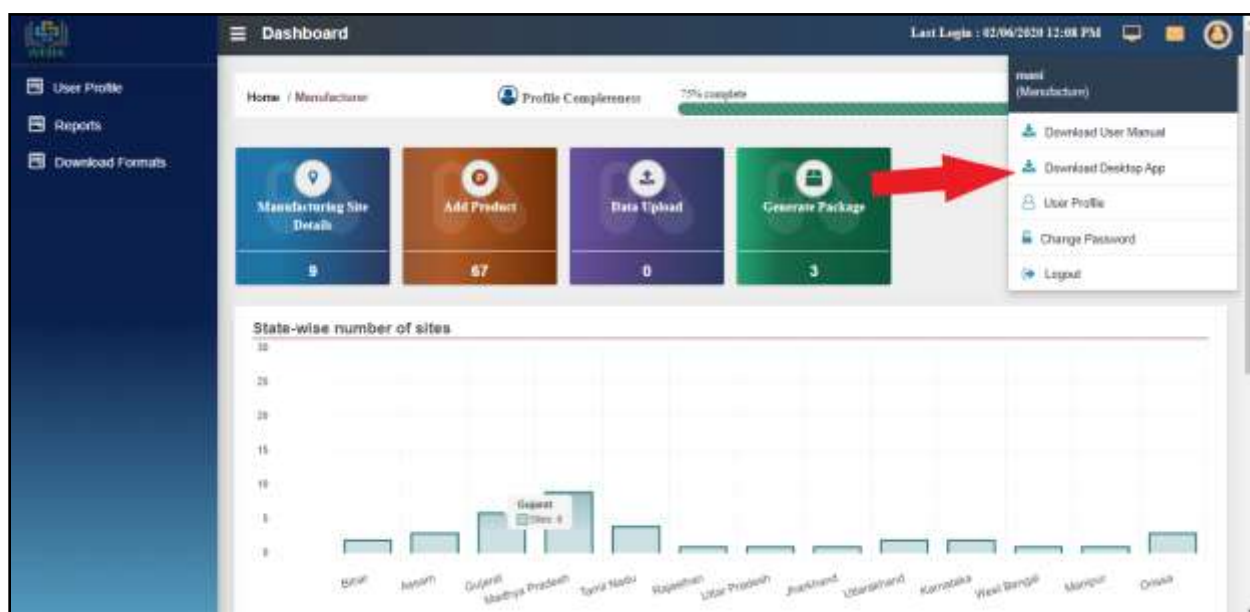 Dashboard
Last Login : 02/06/2020 12:08 PM
User Profile
Reports
Download Formats
Home / Manufacturer
Profile Completeness
75% complete
mani
(Manufacture)
Download User Manual
Download Desktop App
User Profile
Change Password
Logout
Manufacturing Site
Details
9
Add Product
67
Data Upload
0
Generate Package
3
State-wise number of sites
30
25
20
15
10
5
0
Gujarat
Sites: 6
Bihar
Assam
Gujarat
Madhya Pradesh
Tamil Nadu
Rajasthan
Uttar Pradesh
Jharkhand
Uttarakhand
Karnataka
West Bengal
Manipur
Orissa